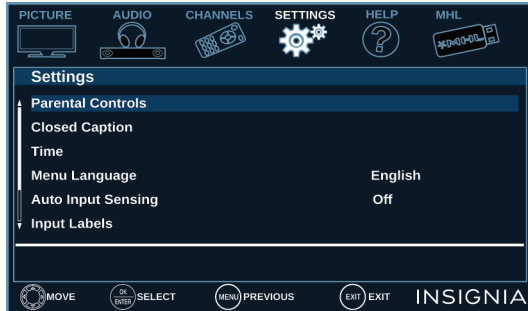 PICTURE AUDIO CHANNELS SETTINGS HELP MHL
MHL
Settings
Parental Controls
Closed Caption
Time
Menu Language English
Auto Input Sensing Off
Input Labels
MOVE OK ENTER SELECT MENU PREVIOUS EXIT EXIT INSIGNIA